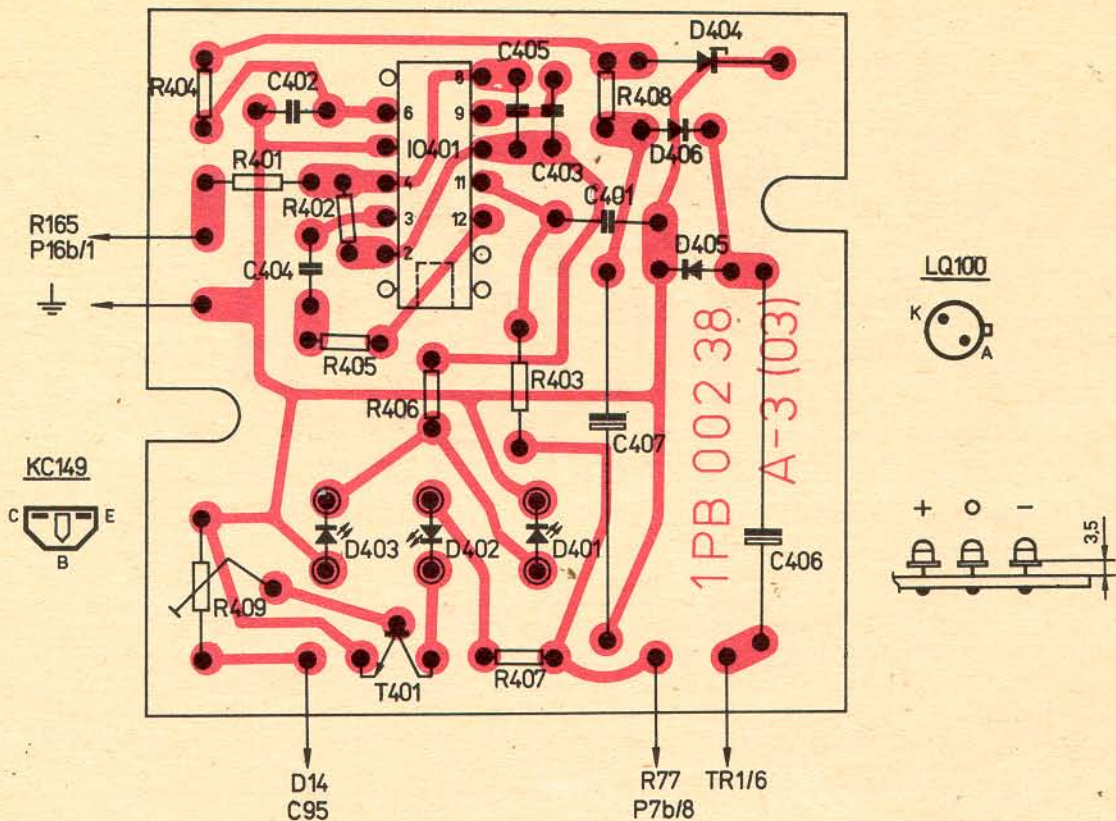 D404
C405
R404
C402
8
R408
6
9
D406
IO401
C403
R401
4
11
R402
C401
3
12
R165
P16b/1
2
D405
C404
LQ100
K
A
R405
R403
R406
1PB 002 38
A-3 (03)
C407
KC149
C
E
B
D403
D402
D401
C406
+ O −
3,5
R409
T401
R407
D14
C95
R77
P7b/8
TR1/6